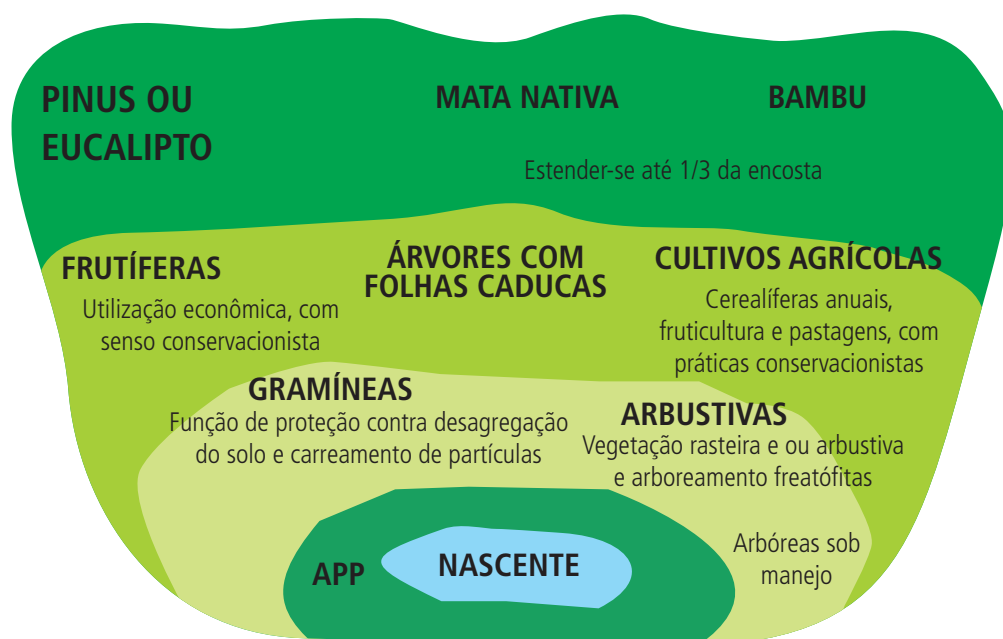 PINUS OU
EUCALIPTO
MATA NATIVA
BAMBU
Estender-se até 1/3 da encosta
FRUTÍFERAS
Utilização econômica, com
senso conservacionista
ÁRVORES COM
FOLHAS CADUCAS
CULTIVOS AGRÍCOLAS
Cerealíferas anuais,
fruticultura e pastagens, com
práticas conservacionistas
GRAMÍNEAS
Função de proteção contra desagregação
do solo e carreamento de partículas
ARBUSTIVAS
Vegetação rasteira e ou arbustiva
e arboreamento freatófitas
Arbóreas sob
manejo
APP
NASCENTE